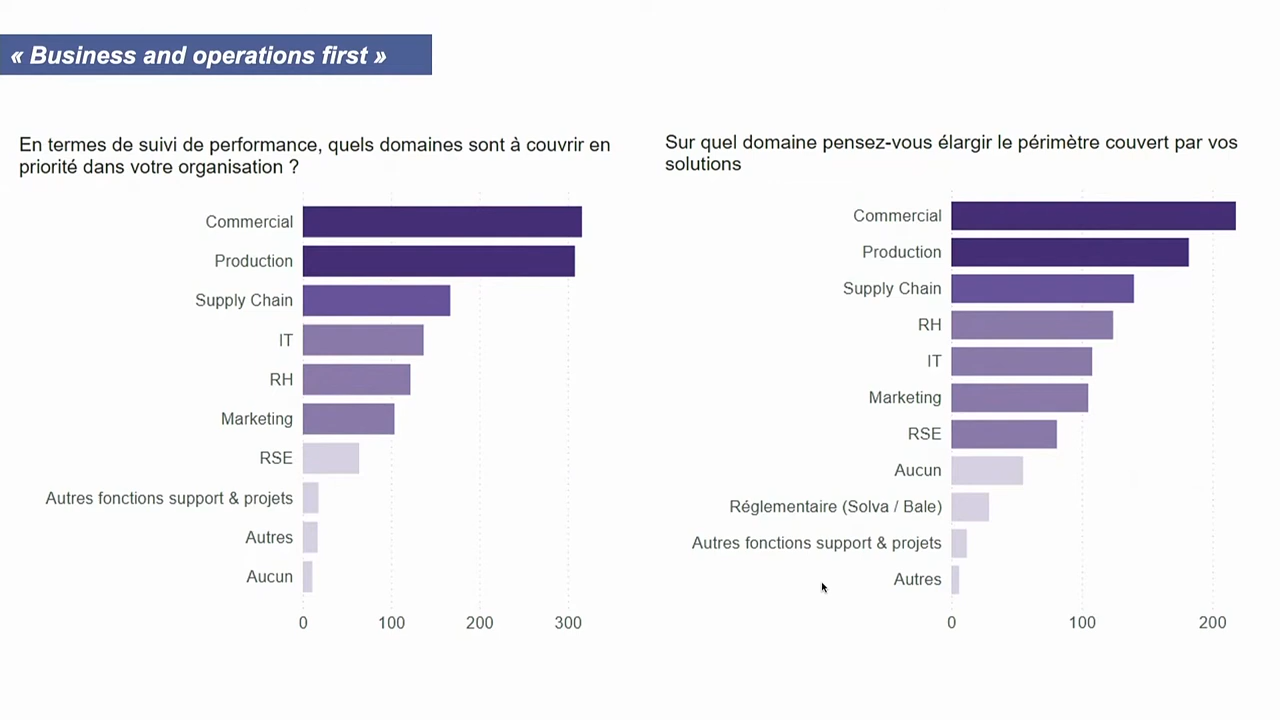 « Business and operations first »
En termes de suivi de performance, quels domaines sont à couvrir en
priorité dans votre organisation ?
Commercial
Production
Supply Chain
IT
RH
Marketing
RSE
Autres fonctions support & projets
Autres
Aucun
0 100 200 300
Sur quel domaine pensez-vous élargir le périmètre couvert par vos
solutions
Commercial
Production
Supply Chain
RH
IT
Marketing
RSE
Aucun
Réglementaire (Solva / Bale)
Autres fonctions support & projets
Autres
0 100 200